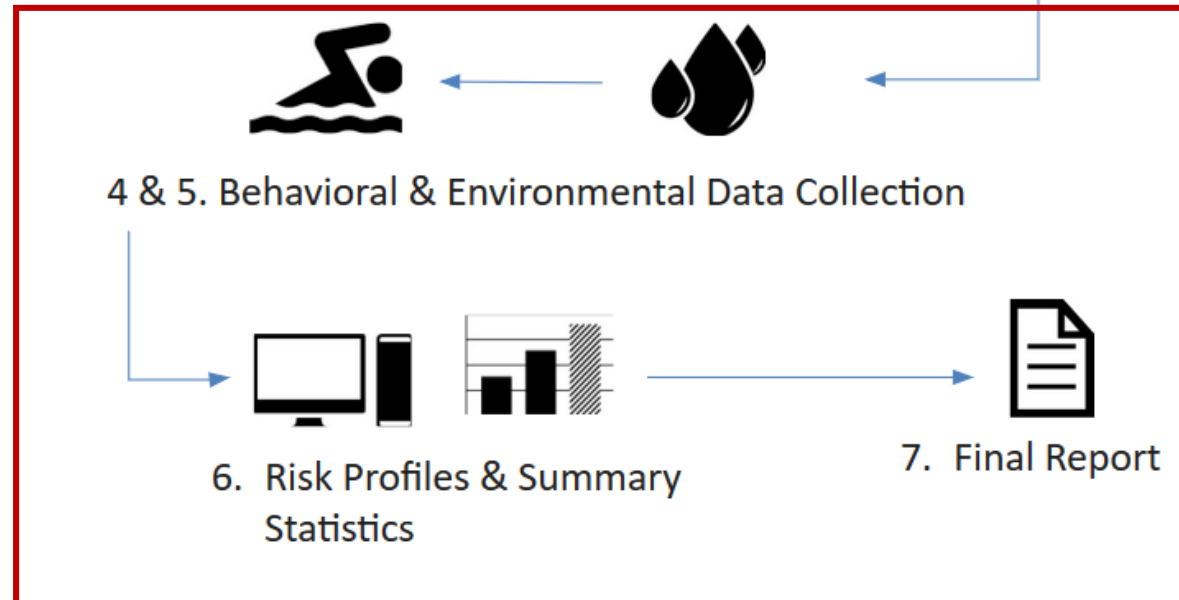 4 & 5. Behavioral & Environmental Data Collection
6. Risk Profiles & Summary
Statistics
7. Final Report